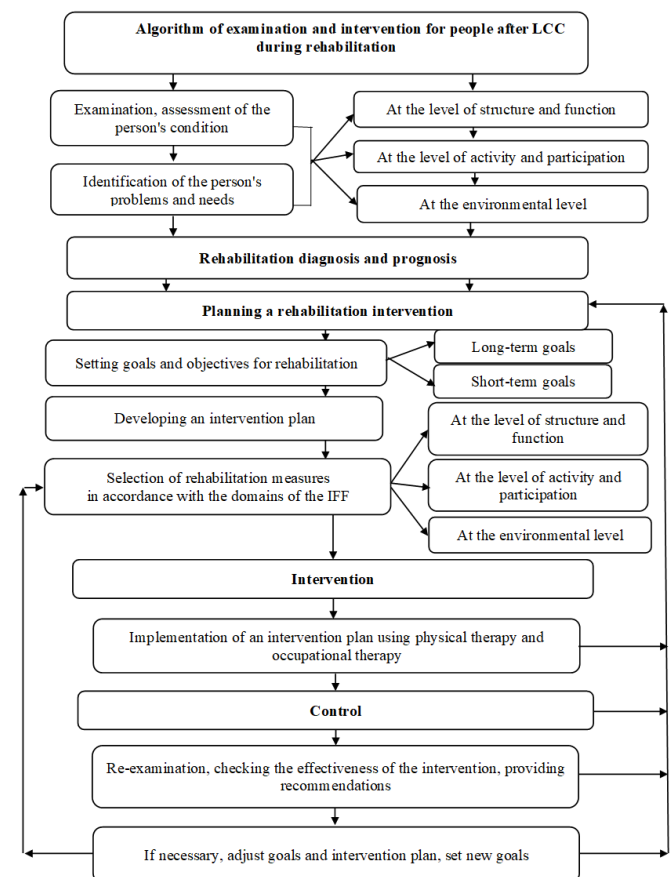 Algorithm of examination and intervention for people after LCC
during rehabilitation
Examination, assessment of the
person's condition
At the level of structure and function
At the level of activity and participation
Identification of the person's
problems and needs
At the environmental level
Rehabilitation diagnosis and prognosis
Planning a rehabilitation intervention
Setting goals and objectives for rehabilitation
Long-term goals
Short-term goals
Developing an intervention plan
At the level of structure and
function
Selection of rehabilitation measures
in accordance with the domains of the IFF
At the level of activity and
participation
At the environmental level
Intervention
Implementation of an intervention plan using physical therapy and
occupational therapy
Control
Re-examination, checking the effectiveness of the intervention, providing
recommendations
If necessary, adjust goals and intervention plan, set new goals